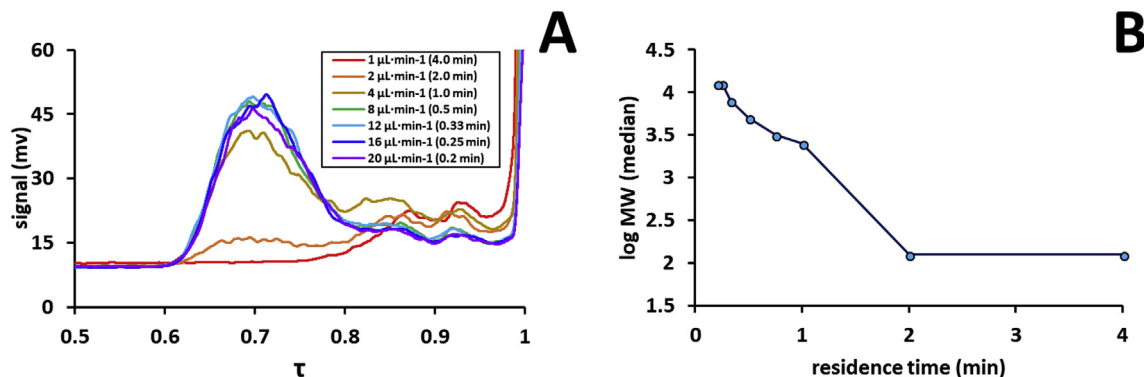 A
60
45
30
15
0
signal (mv)
1 µL·min-1 (4.0 min)
2 µL·min-1 (2.0 min)
4 µL·min-1 (1.0 min)
8 µL·min-1 (0.5 min)
12 µL·min-1 (0.33 min)
16 µL·min-1 (0.25 min)
20 µL·min-1 (0.2 min)
0.5 0.6 0.7 0.8 0.9 1
τ
B
4.5
4
3.5
3
2.5
2
1.5
log MW (median)
0 1 2 3 4
residence time (min)